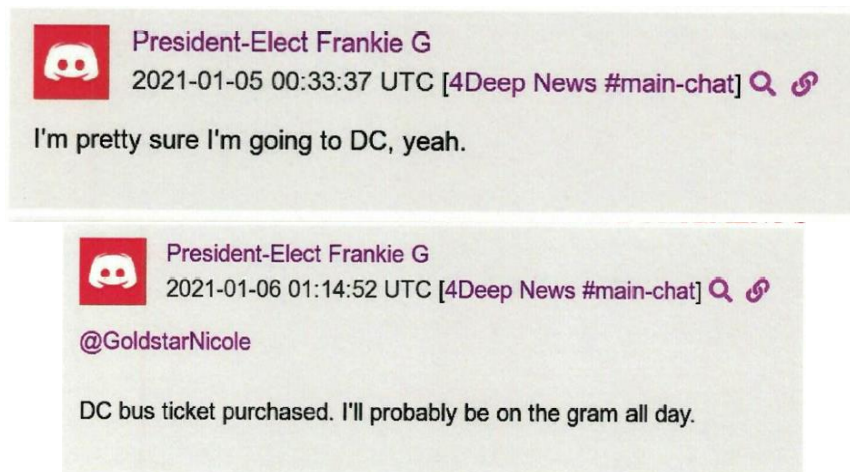 President-Elect Frankie G
2021-01-05 00:33:37 UTC [4Deep News #main-chat]
I'm pretty sure I'm going to DC, yeah.
President-Elect Frankie G
2021-01-06 01:14:52 UTC [4Deep News #main-chat]
@GoldstarNicole
DC bus ticket purchased. I'll probably be on the gram all day.